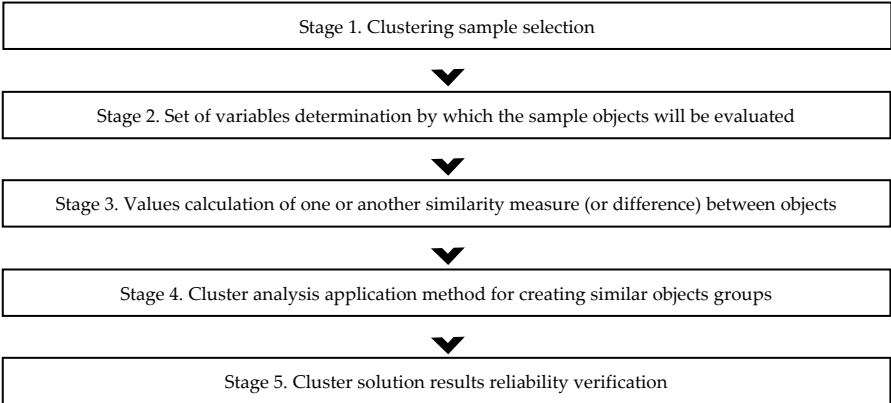 Stage 1. Clustering sample selection
Stage 2. Set of variables determination by which the sample objects will be evaluated
Stage 3. Values calculation of one or another similarity measure (or difference) between objects
Stage 4. Cluster analysis application method for creating similar objects groups
Stage 5. Cluster solution results reliability verification